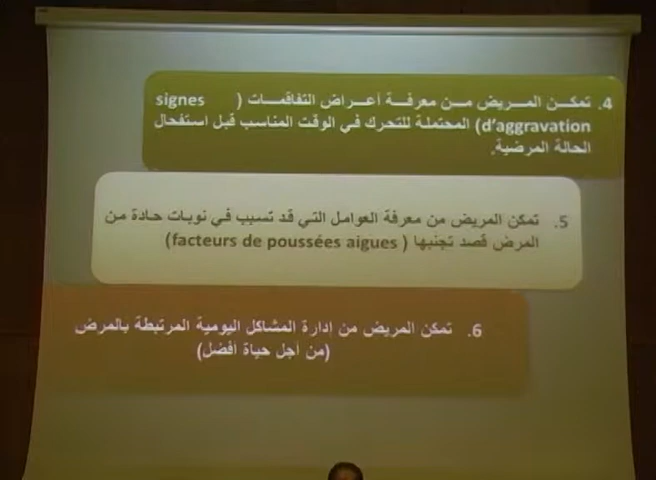 4. تمكن المريض من معرفة أعراض التفاقمات ( signes
d'aggravation) المحتملة للتحرك في الوقت المناسب قبل استفحال
الحالة المرضية.
5. تمكن المريض من معرفة العوامل التي قد تسبب في نوبات حادة من
المرض قصد تجنبها ( facteurs de poussées aigues)
6. تمكن المريض من إدارة المشاكل اليومية المرتبطة بالمرض
(من أجل حياة أفضل)